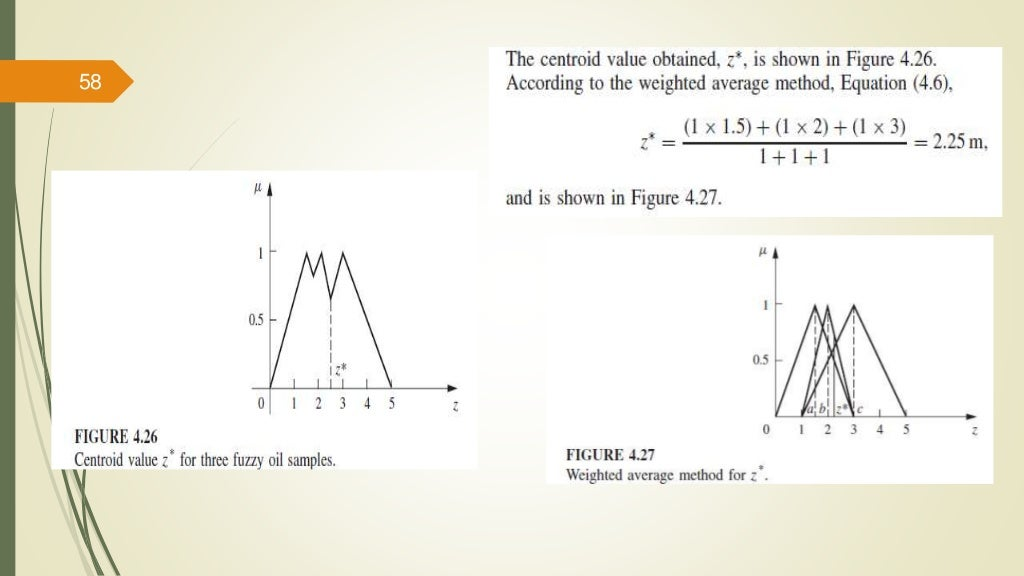 58
The centroid value obtained, z*, is shown in Figure 4.26.
According to the weighted average method, Equation (4.6),
z* = (1 × 1.5) + (1 × 2) + (1 × 3) / 1 + 1 + 1 = 2.25 m,
and is shown in Figure 4.27.
μ
1
0.5
z*
0 1 2 3 4 5 z
FIGURE 4.26
Centroid value z* for three fuzzy oil samples.
μ
1
0.5
a b z* c
0 1 2 3 4 5 z
FIGURE 4.27
Weighted average method for z*.